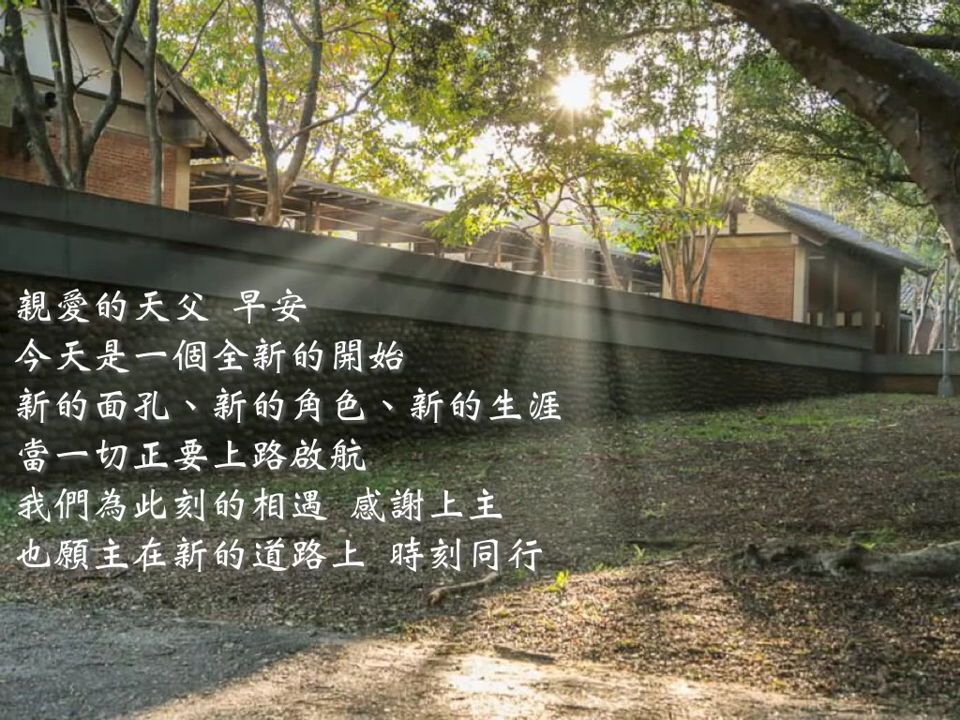 親愛的天父 早安
今天是一個全新的開始
新的面孔、新的角色、新的生涯
當一切正要上路啟航
我們為此刻的相遇 感謝上主
也願主在新的道路上 時刻同行